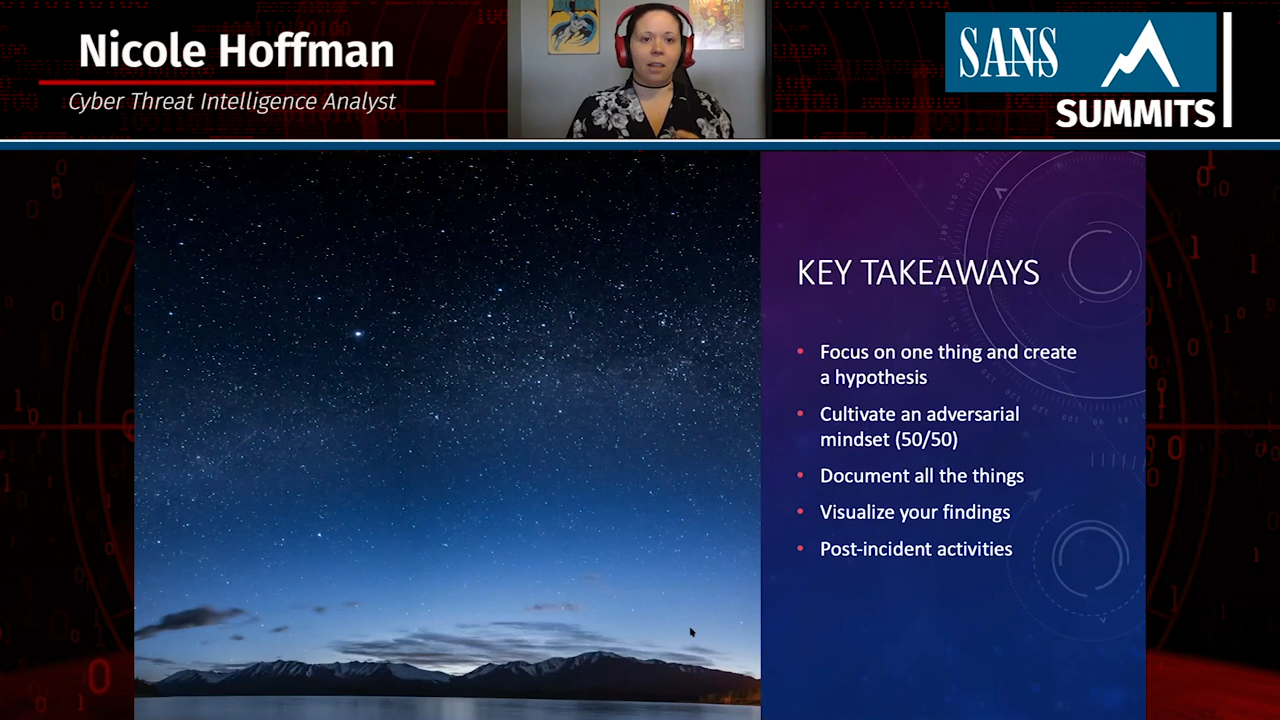 Nicole Hoffman
Cyber Threat Intelligence Analyst
SANS
SUMMITS
KEY TAKEAWAYS
• Focus on one thing and create
a hypothesis
• Cultivate an adversarial
mindset (50/50)
• Document all the things
• Visualize your findings
• Post-incident activities